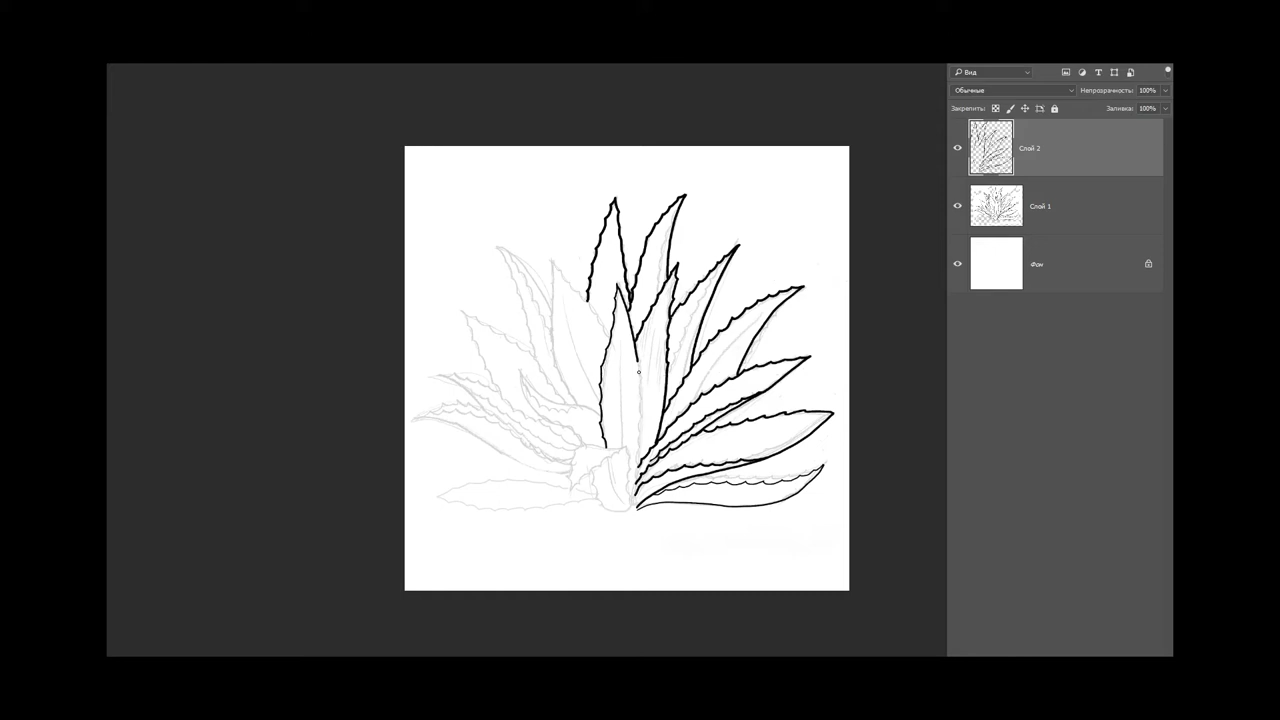 Вид
Обычные Непрозрачность: 100%
Закрепить: Заливка: 100%
Слой 2
Слой 1
Фон